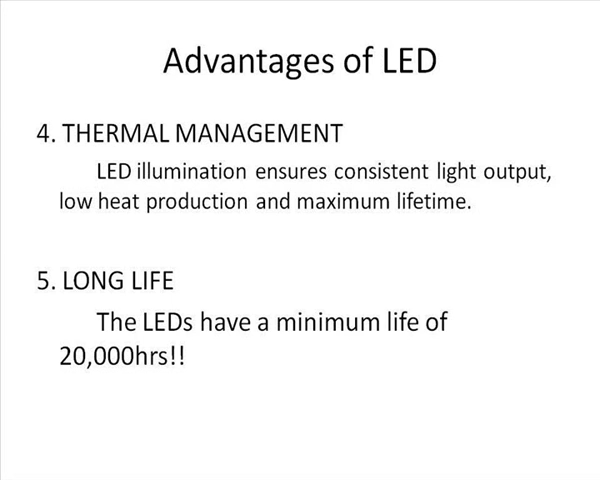 Advantages of LED
4. THERMAL MANAGEMENT
LED illumination ensures consistent light output,
low heat production and maximum lifetime.
5. LONG LIFE
The LEDs have a minimum life of
20,000hrs!!